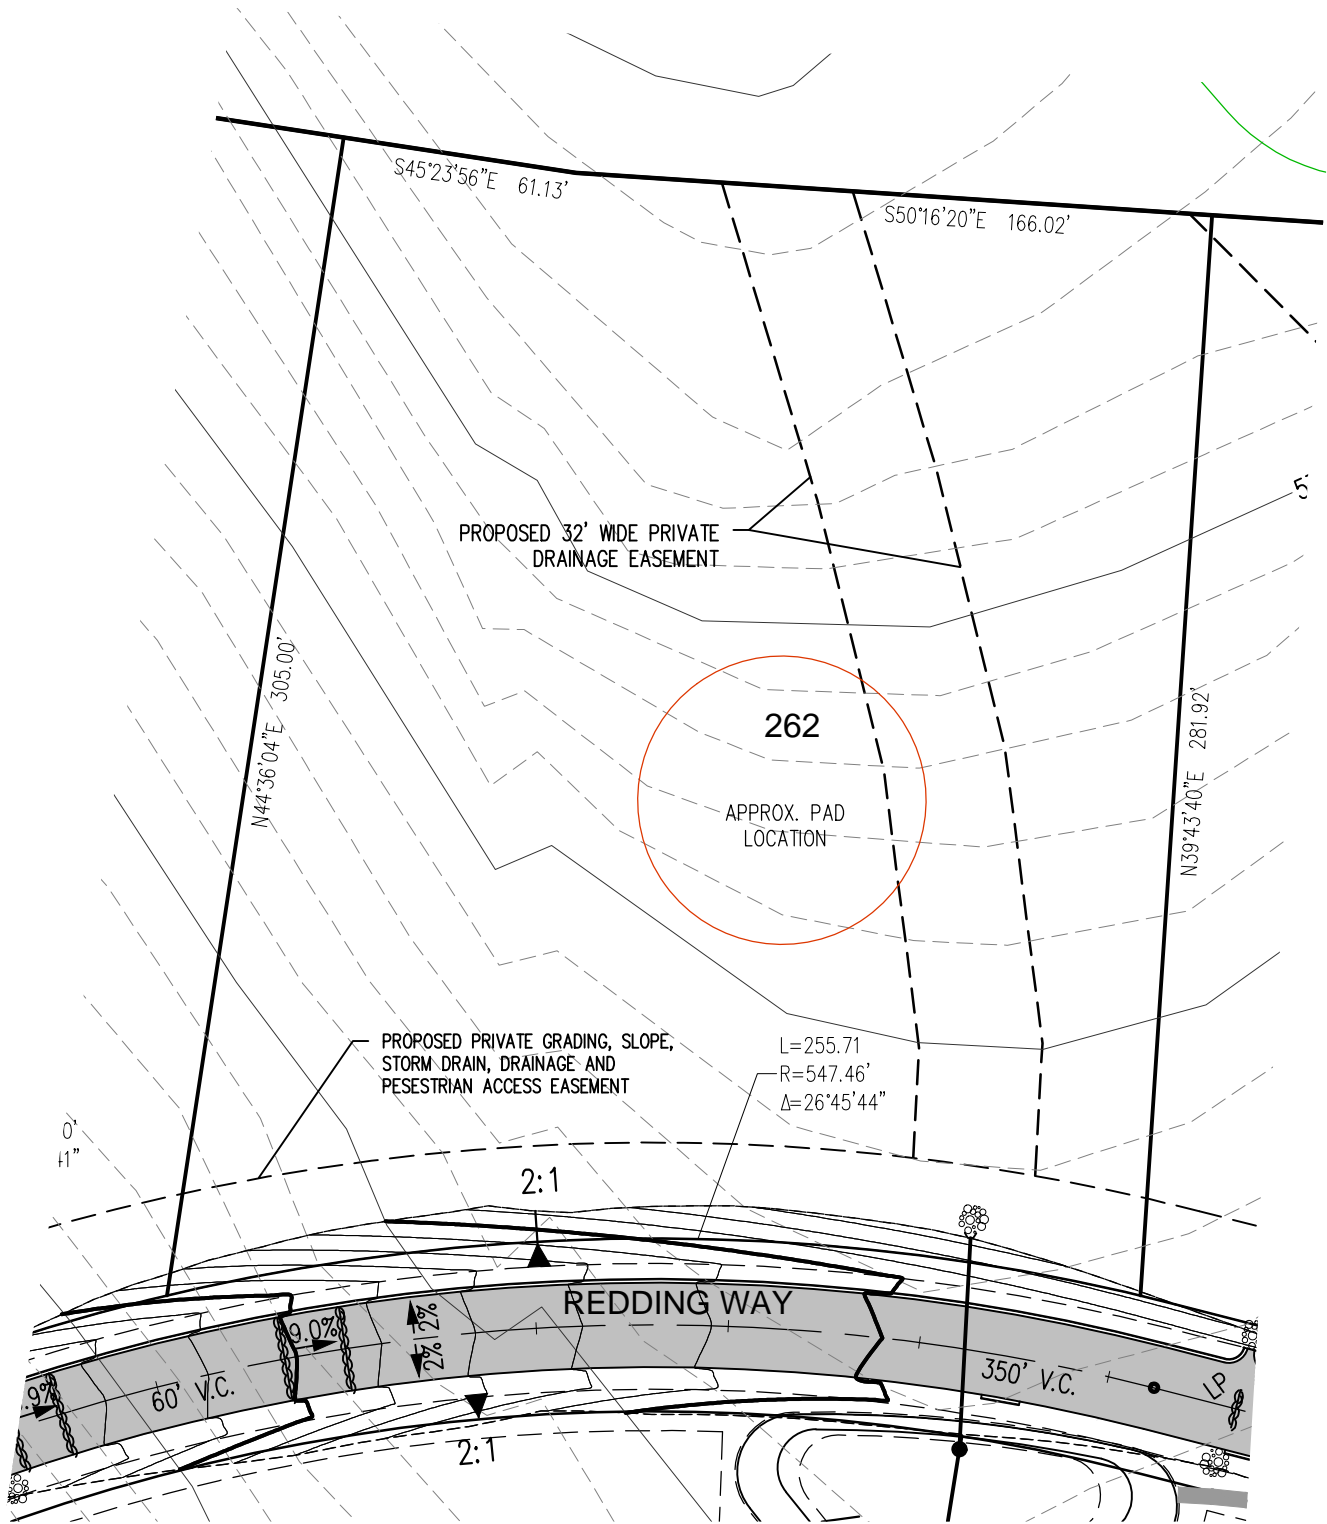 S45°23'56"E 61.13'
S50°16'20"E 166.02'
PROPOSED 32' WIDE PRIVATE
DRAINAGE EASEMENT
N44°36'04"E 305.00'
262
APPROX. PAD
LOCATION
N39°43'40"E 281.92'
PROPOSED PRIVATE GRADING, SLOPE,
STORM DRAIN, DRAINAGE AND
PESESTRIAN ACCESS EASEMENT
L=255.71
R=547.46'
Δ=26°45'44"
0'
41"
2:1
REDDING WAY
9.0%
2% 2%
.9%
60' V.C.
350' V.C.
LP
2:1